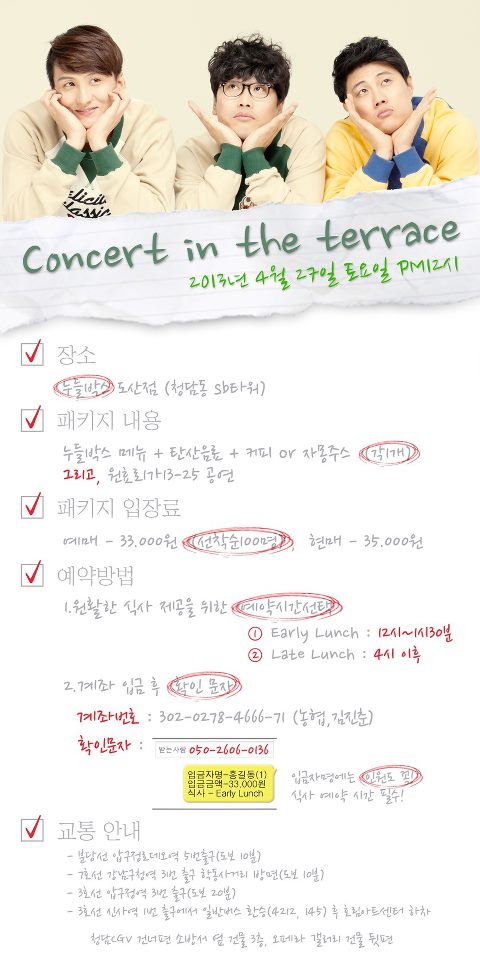 Concert in the terrace
2013년 4월 27일 토요일 PM12시
장소
누들박스 도산점 (청담동 sb타워)
패키지 내용
누들박스 메뉴 + 탄산음료 + 커피 or 자몽주스 (각1개)
그리고, 원효로1가13-25 공연
패키지 입장료
예매 - 33.000원 (선착순100명) 현매 - 35.000원
예약방법
1.원활한 식사 제공을 위한 예약시간선택
① Early Lunch : 12시~1시30분
② Late Lunch : 4시 이후
2.계좌 입금 후 확인 문자
계좌번호 : 302-0278-4666-71 (농협,김진춘)
확인문자 : 받는사람 050-2606-0136
입금자명-홍길동(1)
입금금액-33,000원
식사 - Early Lunch
입금자명에는 인원도 꼭!
식사 예약 시간 필수!
교통 안내
- 분당선 압구정로데오역 5번출구(도보 10분)
- 7호선 강남구청역 3번 출구 학동사거리 방면(도보 10분)
- 3호선 압구정역 3번 출구(도보 20분)
- 3호선 신사역 1번 출구에서 일반버스 환승(4212, 145) 후 호림아트센터 하차
청담CGV 건너편 소방서 옆 건물 3층, 오페라 갤러리 건물 뒷편